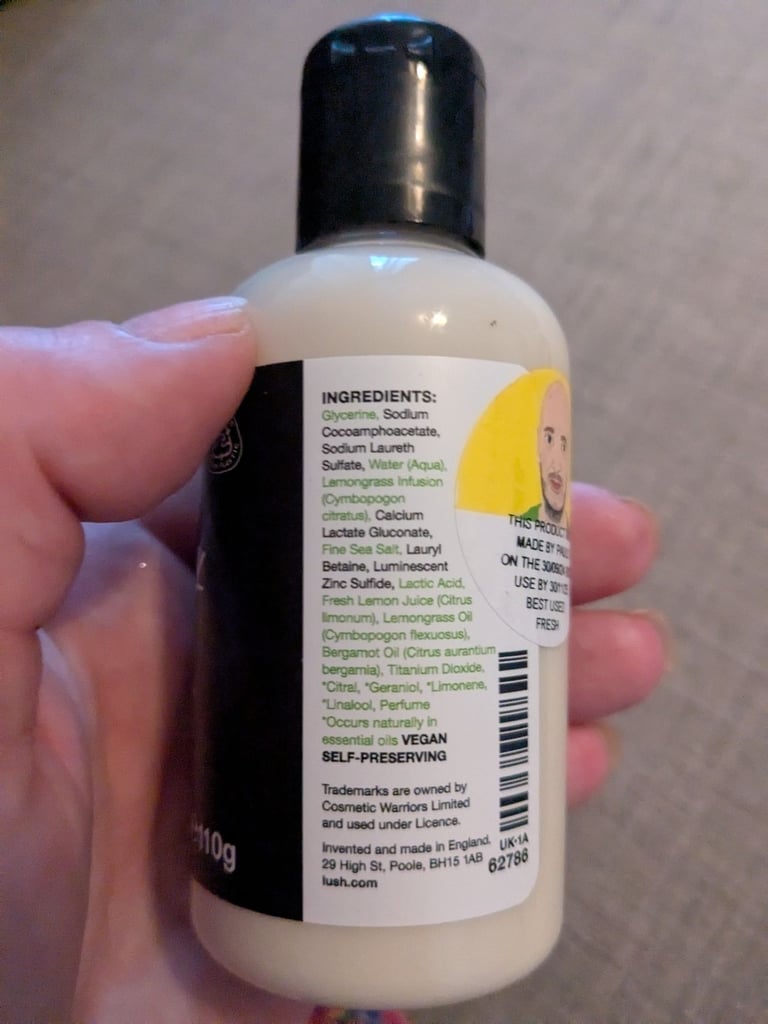 INGREDIENTS:
Glycerine, Sodium
Cocoamphoacetate,
Sodium Laureth
Sulfate, Water (Aqua),
Lemongrass Infusion
(Cymbopogon
citratus), Calcium
Lactate Gluconate,
Fine Sea Salt, Lauryl
Betaine, Luminescent
Zinc Sulfide, Lactic Acid,
Fresh Lemon Juice (Citrus
limonum), Lemongrass Oil
(Cymbopogon flexuosus),
Bergamot Oil (Citrus aurantium
bergamia), Titanium Dioxide,
*Citral, *Geraniol, *Limonene,
*Linalool, Perfume
*Occurs naturally in
essential oils VEGAN
SELF-PRESERVING
Trademarks are owned by
Cosmetic Warriors Limited
and used under Licence.
Invented and made in England.
29 High St, Poole, BH15 1AB
lush.com
UK-1A
62786
THIS PRODUCT
MADE BY
ON THE
USE BY
BEST USED
FRESH
110g